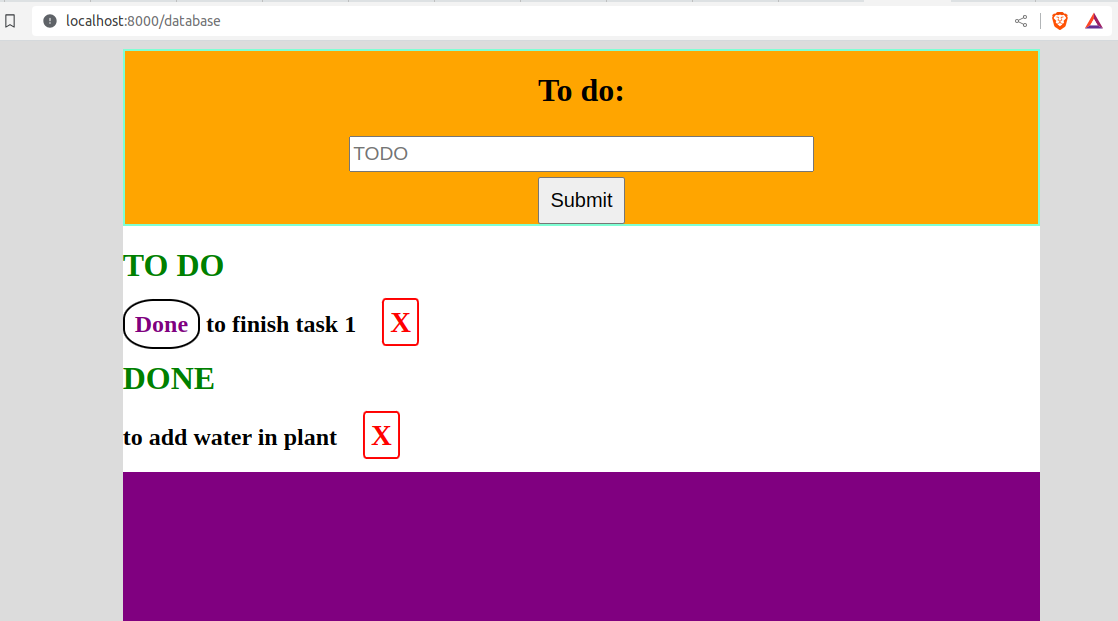 localhost:8000/database
To do:
TODO
Submit
TO DO
Done to finish task 1 X
DONE
to add water in plant X